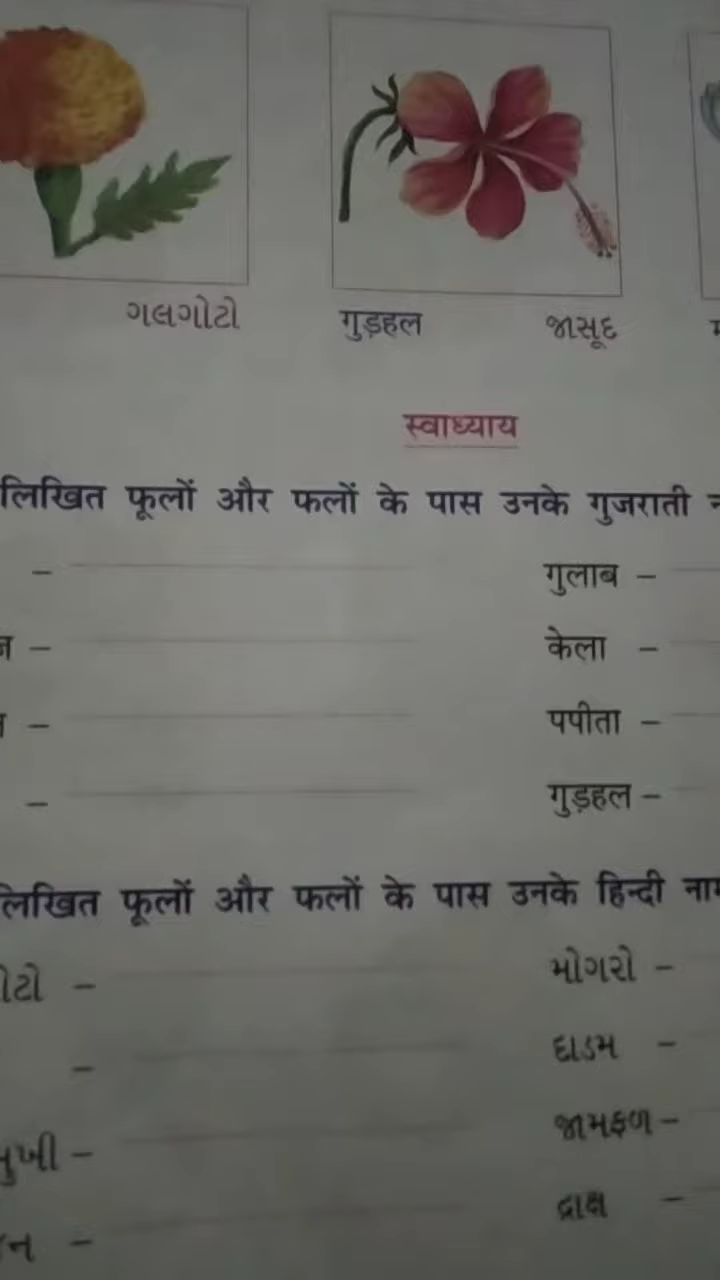 ગલગોટો गुड़हल જાસૂદ
स्वाध्याय
लिखित फूलों और फलों के पास उनके गुजराती
– गुलाब –
– केला –
– पपीता –
– गुड़हल –
लिखित फूलों और फलों के पास उनके हिन्दी नाम
ોટો – મોગરો –
– દાડમ –
મુખી – જામફળ –
– દ્રાક્ષ –